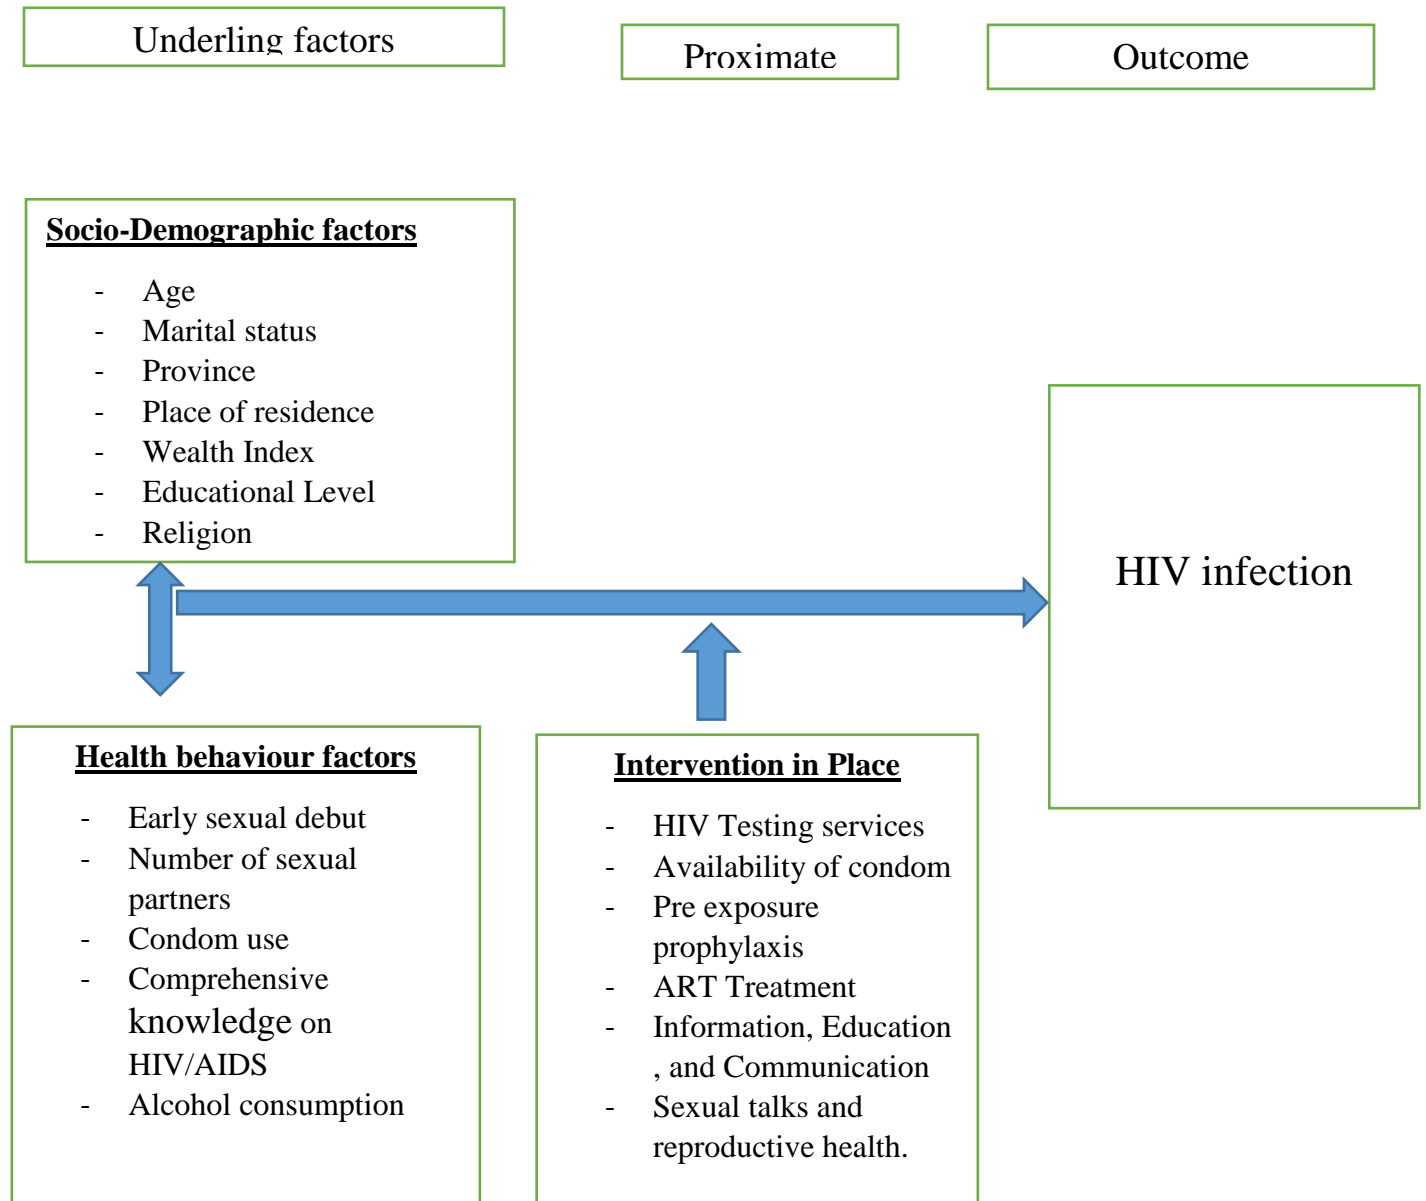 Underling factors
Proximate
Outcome
Socio-Demographic factors
- Age
- Marital status
- Province
- Place of residence
- Wealth Index
- Educational Level
- Religion
HIV infection
Health behaviour factors
- Early sexual debut
- Number of sexual
partners
- Condom use
- Comprehensive
knowledge on
HIV/AIDS
- Alcohol consumption
Intervention in Place
- HIV Testing services
- Availability of condom
- Pre exposure
prophylaxis
- ART Treatment
- Information, Education
, and Communication
- Sexual talks and
reproductive health.